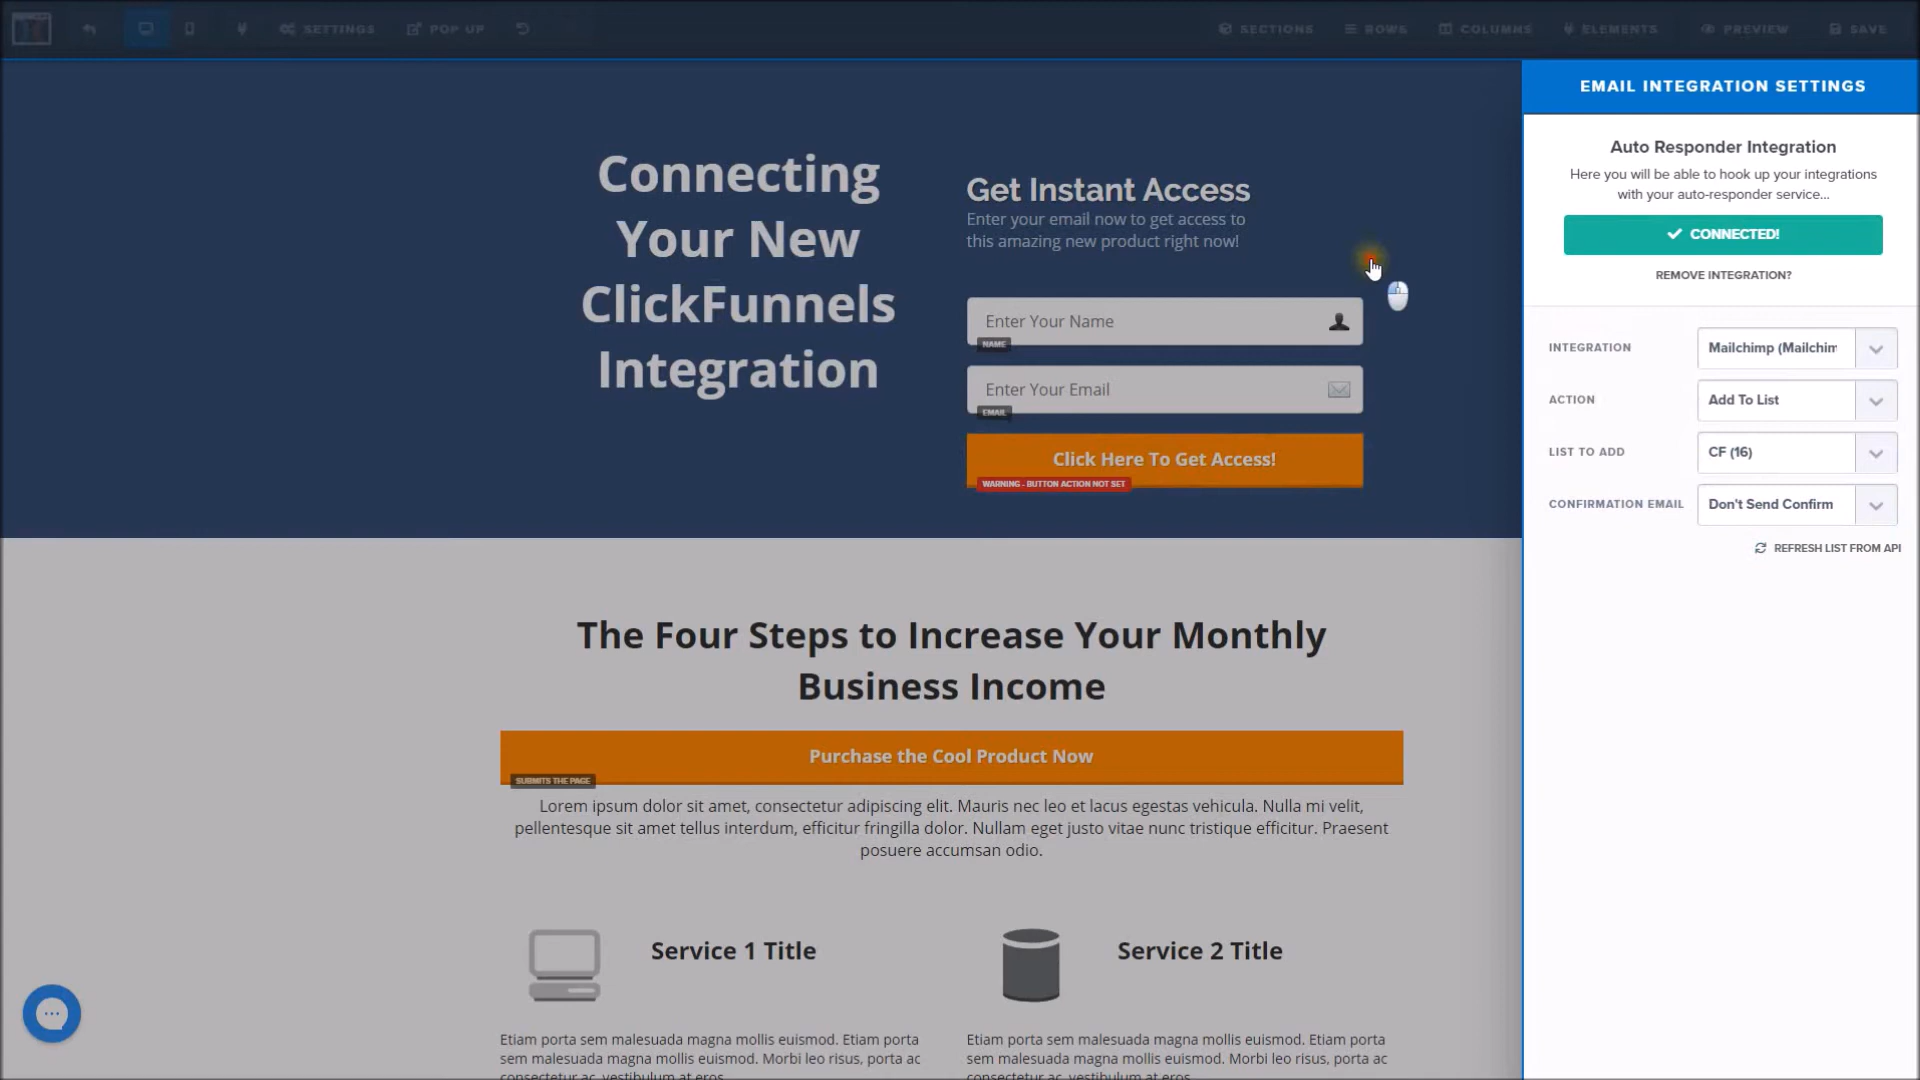 SETTINGS
POP UP
SECTIONS
ROWS
COLUMNS
ELEMENTS
PREVIEW
SAVE
EMAIL INTEGRATION SETTINGS
Auto Responder Integration
Here you will be able to hook up your integrations
with your auto-responder service...
CONNECTED!
REMOVE INTEGRATION?
INTEGRATION
Mailchimp (Mailchim
ACTION
Add To List
LIST TO ADD
CF (16)
CONFIRMATION EMAIL
Don't Send Confirm
REFRESH LIST FROM API
Connecting
Your New
ClickFunnels
Integration
Get Instant Access
Enter your email now to get access to
this amazing new product right now!
Enter Your Name
NAME
Enter Your Email
EMAIL
Click Here To Get Access!
WARNING - BUTTON ACTION NOT SET
The Four Steps to Increase Your Monthly
Business Income
Purchase the Cool Product Now
SUBMITS THE PAGE
Lorem ipsum dolor sit amet, consectetur adipiscing elit. Mauris nec leo et lacus egestas vehicula. Nulla mi velit,
pellentesque sit amet tellus interdum, efficitur fringilla dolor. Nullam eget justo vitae nunc tristique efficitur. Praesent
posuere accumsan odio.
Service 1 Title
Etiam porta sem malesuada magna mollis euismod. Etiam porta
sem malesuada magna mollis euismod. Morbi leo risus, porta ac
consectetur ac, vestibulum at eros.
Service 2 Title
Etiam porta sem malesuada magna mollis euismod. Etiam porta
sem malesuada magna mollis euismod. Morbi leo risus, porta ac
consectetur ac, vestibulum at eros.